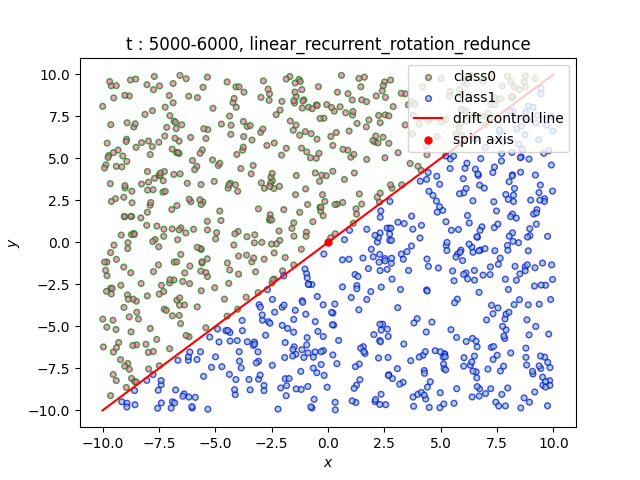 t : 5000-6000, linear_recurrent_rotation_redunce
class0
class1
drift control line
spin axis
10.0
7.5
5.0
2.5
0.0
−2.5
−5.0
−7.5
−10.0
y
−10.0 −7.5 −5.0 −2.5 0.0 2.5 5.0 7.5 10.0
x